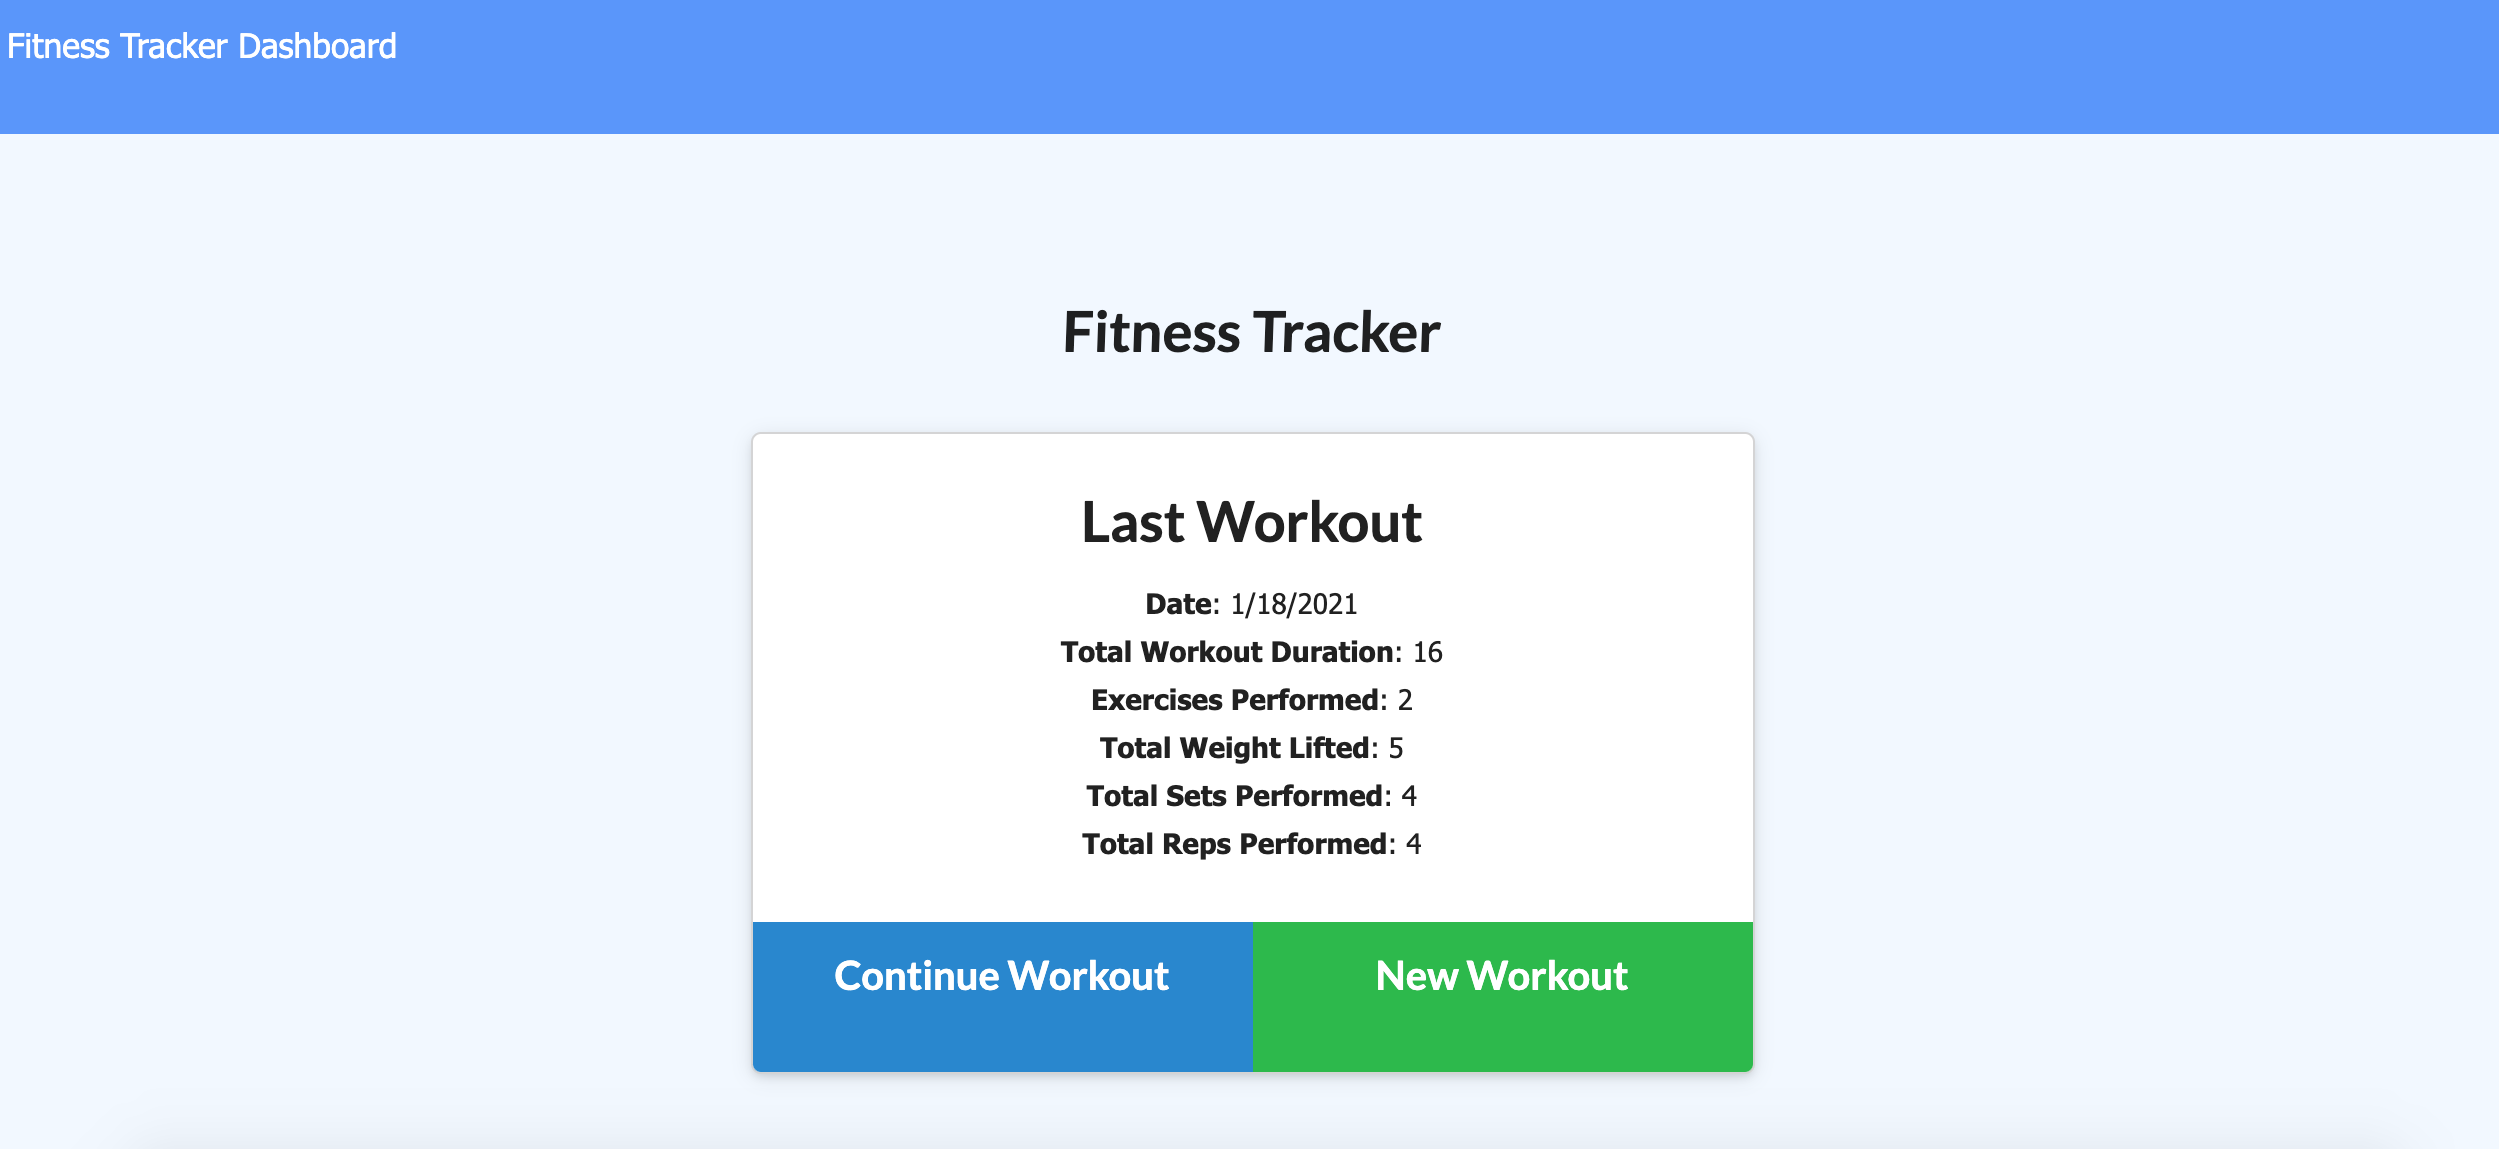 Fitness Tracker Dashboard
Fitness Tracker
Last Workout
Date: 1/18/2021
Total Workout Duration: 16
Exercises Performed: 2
Total Weight Lifted: 5
Total Sets Performed: 4
Total Reps Performed: 4
Continue Workout New Workout